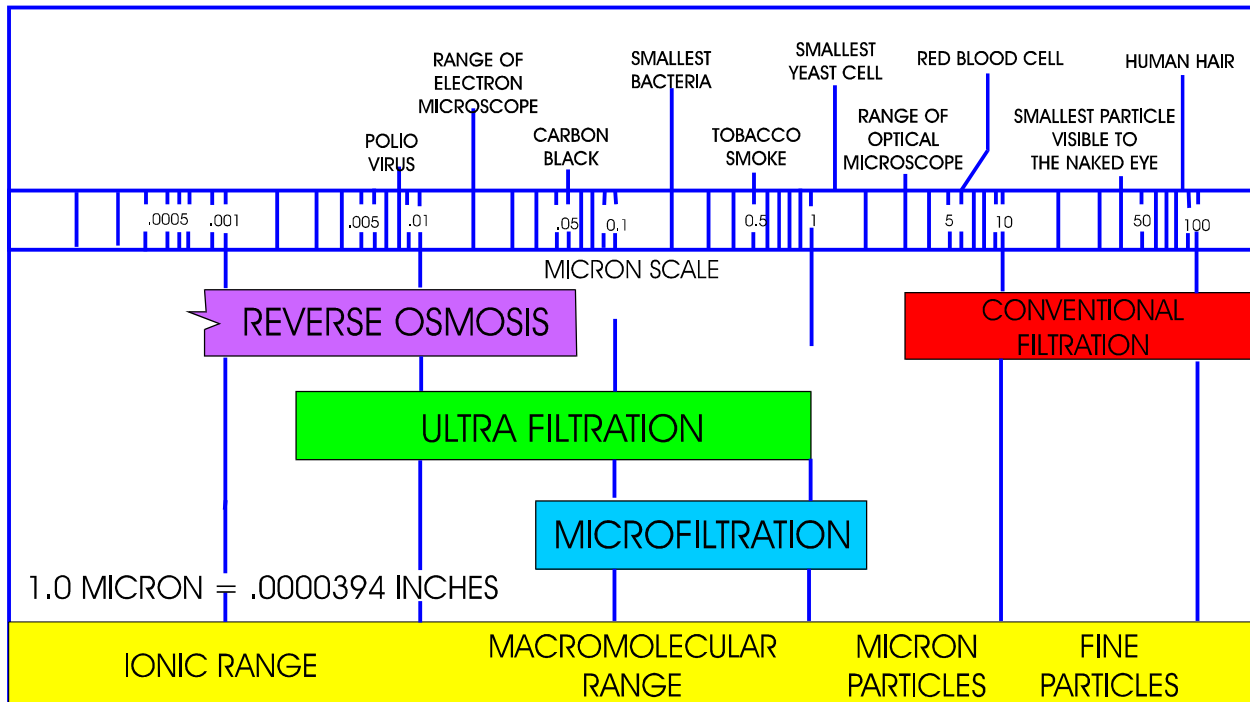 RANGE OF
ELECTRON
MICROSCOPE
SMALLEST
BACTERIA
SMALLEST
YEAST CELL
RED BLOOD CELL
HUMAN HAIR
POLIO
VIRUS
CARBON
BLACK
TOBACCO
SMOKE
RANGE OF
OPTICAL
MICROSCOPE
SMALLEST PARTICLE
VISIBLE TO
THE NAKED EYE
.0005 .001 .005 .01 .05 0.1 0.5 1 5 10 50 100
MICRON SCALE
REVERSE OSMOSIS
CONVENTIONAL
FILTRATION
ULTRA FILTRATION
MICROFILTRATION
1.0 MICRON = .0000394 INCHES
IONIC RANGE
MACROMOLECULAR
RANGE
MICRON
PARTICLES
FINE
PARTICLES